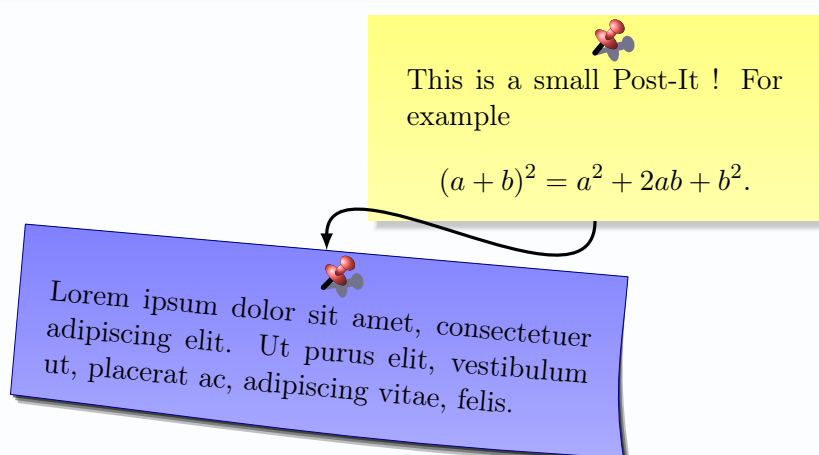 This is a small Post-It ! For
example
(a + b)² = a² + 2ab + b².
Lorem ipsum dolor sit amet, consectetuer
adipiscing elit. Ut purus elit, vestibulum
ut, placerat ac, adipiscing vitae, felis.